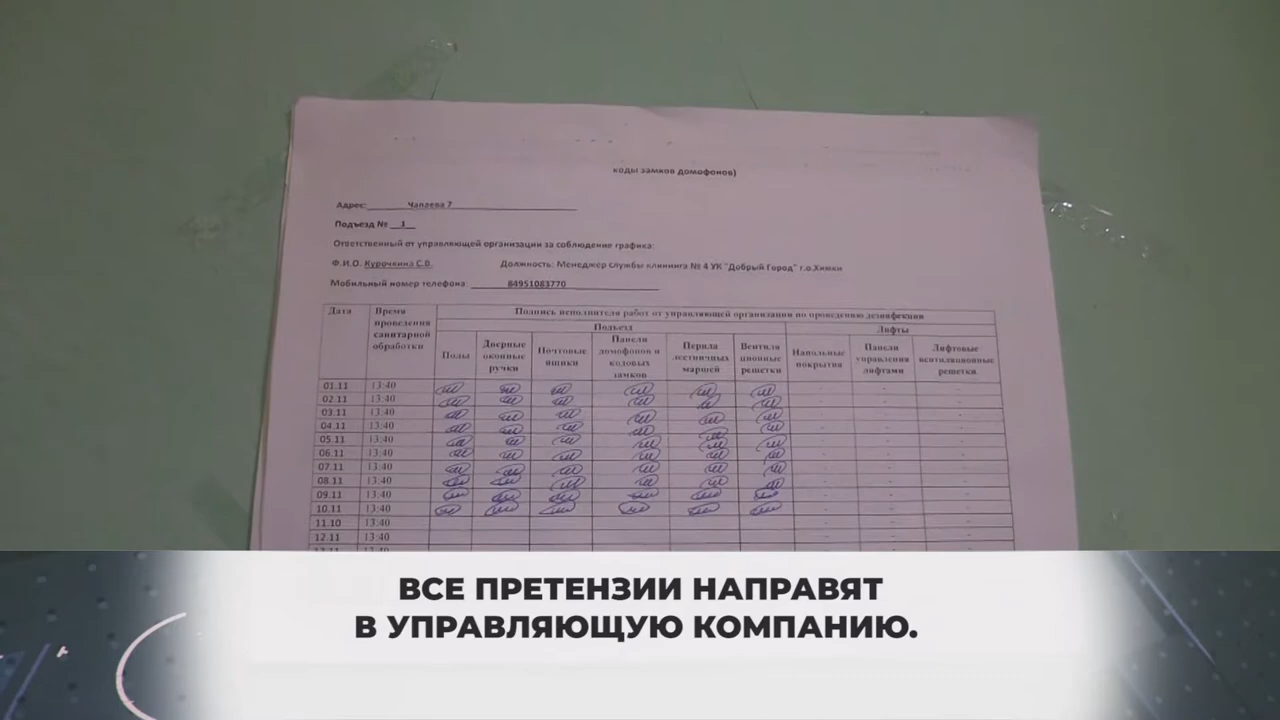 коды замков домофонов)
Адрес: Чапаева 7
Подъезд № 1
Ответственный от управляющей организации за соблюдение графика:
Ф.И.О. Курочкина С.В. Должность: Менеджер службы клининга № 4 УК "Добрый Город" г.о.Химки
Мобильный номер телефона: 84951083770
Дата Время проведения санитарной обработки Подпись исполнителя работ от управляющей организации по проведению дезинфекции
Подъезд Лифты
Полы Дверные оконные ручки Почтовые ящики Панели домофонов и кодовых замков Перила лестничных маршей Вентиляционные решетки Напольные покрытия Панели управления лифтами Лифтовые вентиляционные решетки
01.11 13:40 - - -
02.11 13:40 - - -
03.11 13:40 - - -
04.11 13:40 - - -
05.11 13:40 - - -
06.11 13:40 - - -
07.11 13:40 - - -
08.11 13:40 - - -
09.11 13:40 - - -
10.11 13:40 - - -
11.10 13:40 - - -
12.11 13:40 - - -
ВСЕ ПРЕТЕНЗИИ НАПРАВЯТ
В УПРАВЛЯЮЩУЮ КОМПАНИЮ.